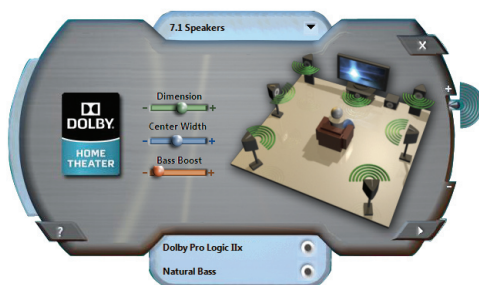 7.1 Speakers
X
DOLBY
HOME
THEATER
Dimension
- +
Center Width
- +
Bass Boost
- +
+
-
?
Dolby Pro Logic IIx
Natural Bass